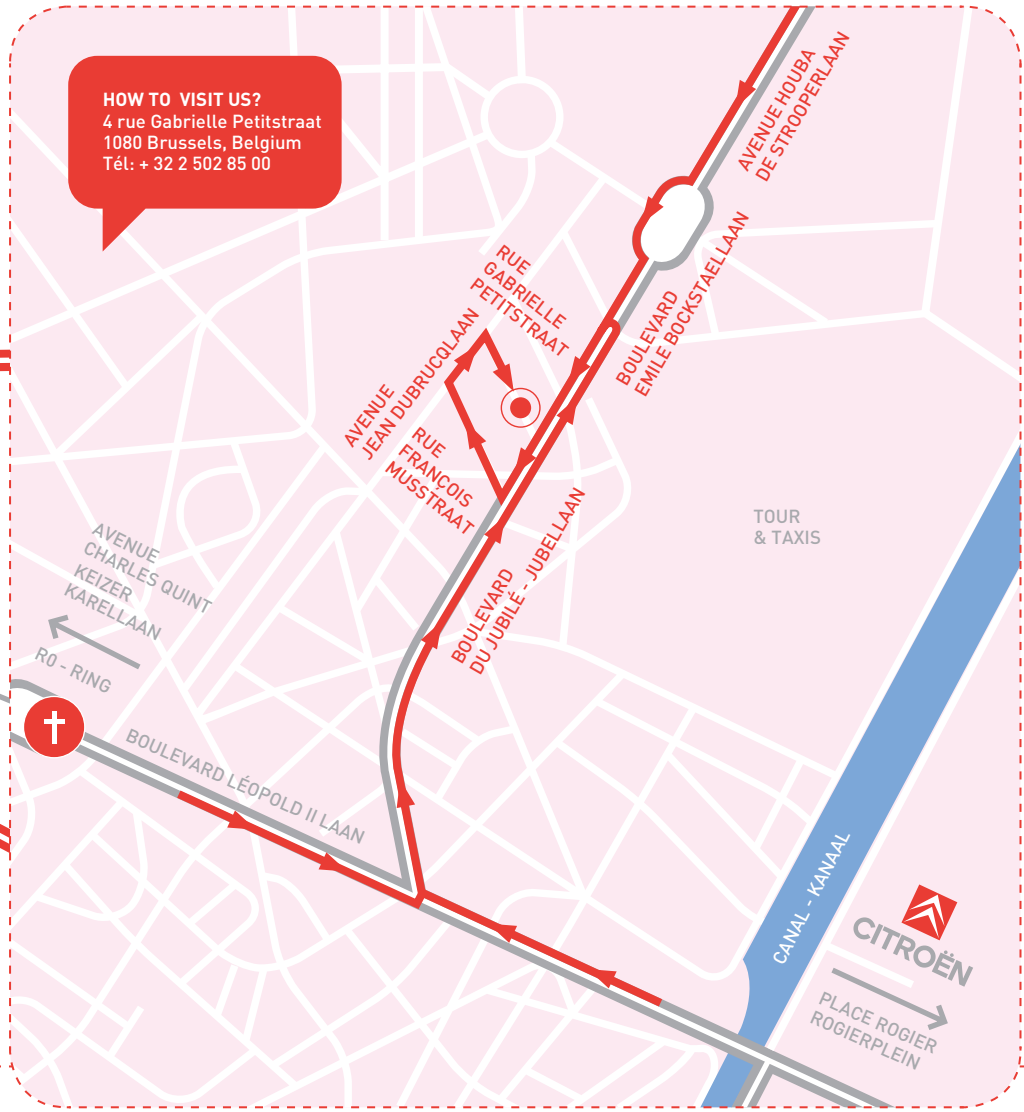 HOW TO VISIT US?
4 rue Gabrielle Petitstraat
1080 Brussels, Belgium
Tél: + 32 2 502 85 00
AVENUE HOUBA
DE STROOPERLAAN
RUE
GABRIELLE
PETITSTRAAT
BOULEVARD
EMILE BOCKSTAELLAAN
AVENUE
JEAN DUBRUCQLAAN
RUE
FRANÇOIS
MUSSTRAAT
TOUR
& TAXIS
AVENUE
CHARLES QUINT
KEIZER
KARELLAAN
R0 - RING
BOULEVARD
DU JUBILÉ - JUBELLAAN
BOULEVARD LÉOPOLD II LAAN
CANAL - KANAAL
CITROËN
PLACE ROGIER
ROGIERPLEIN